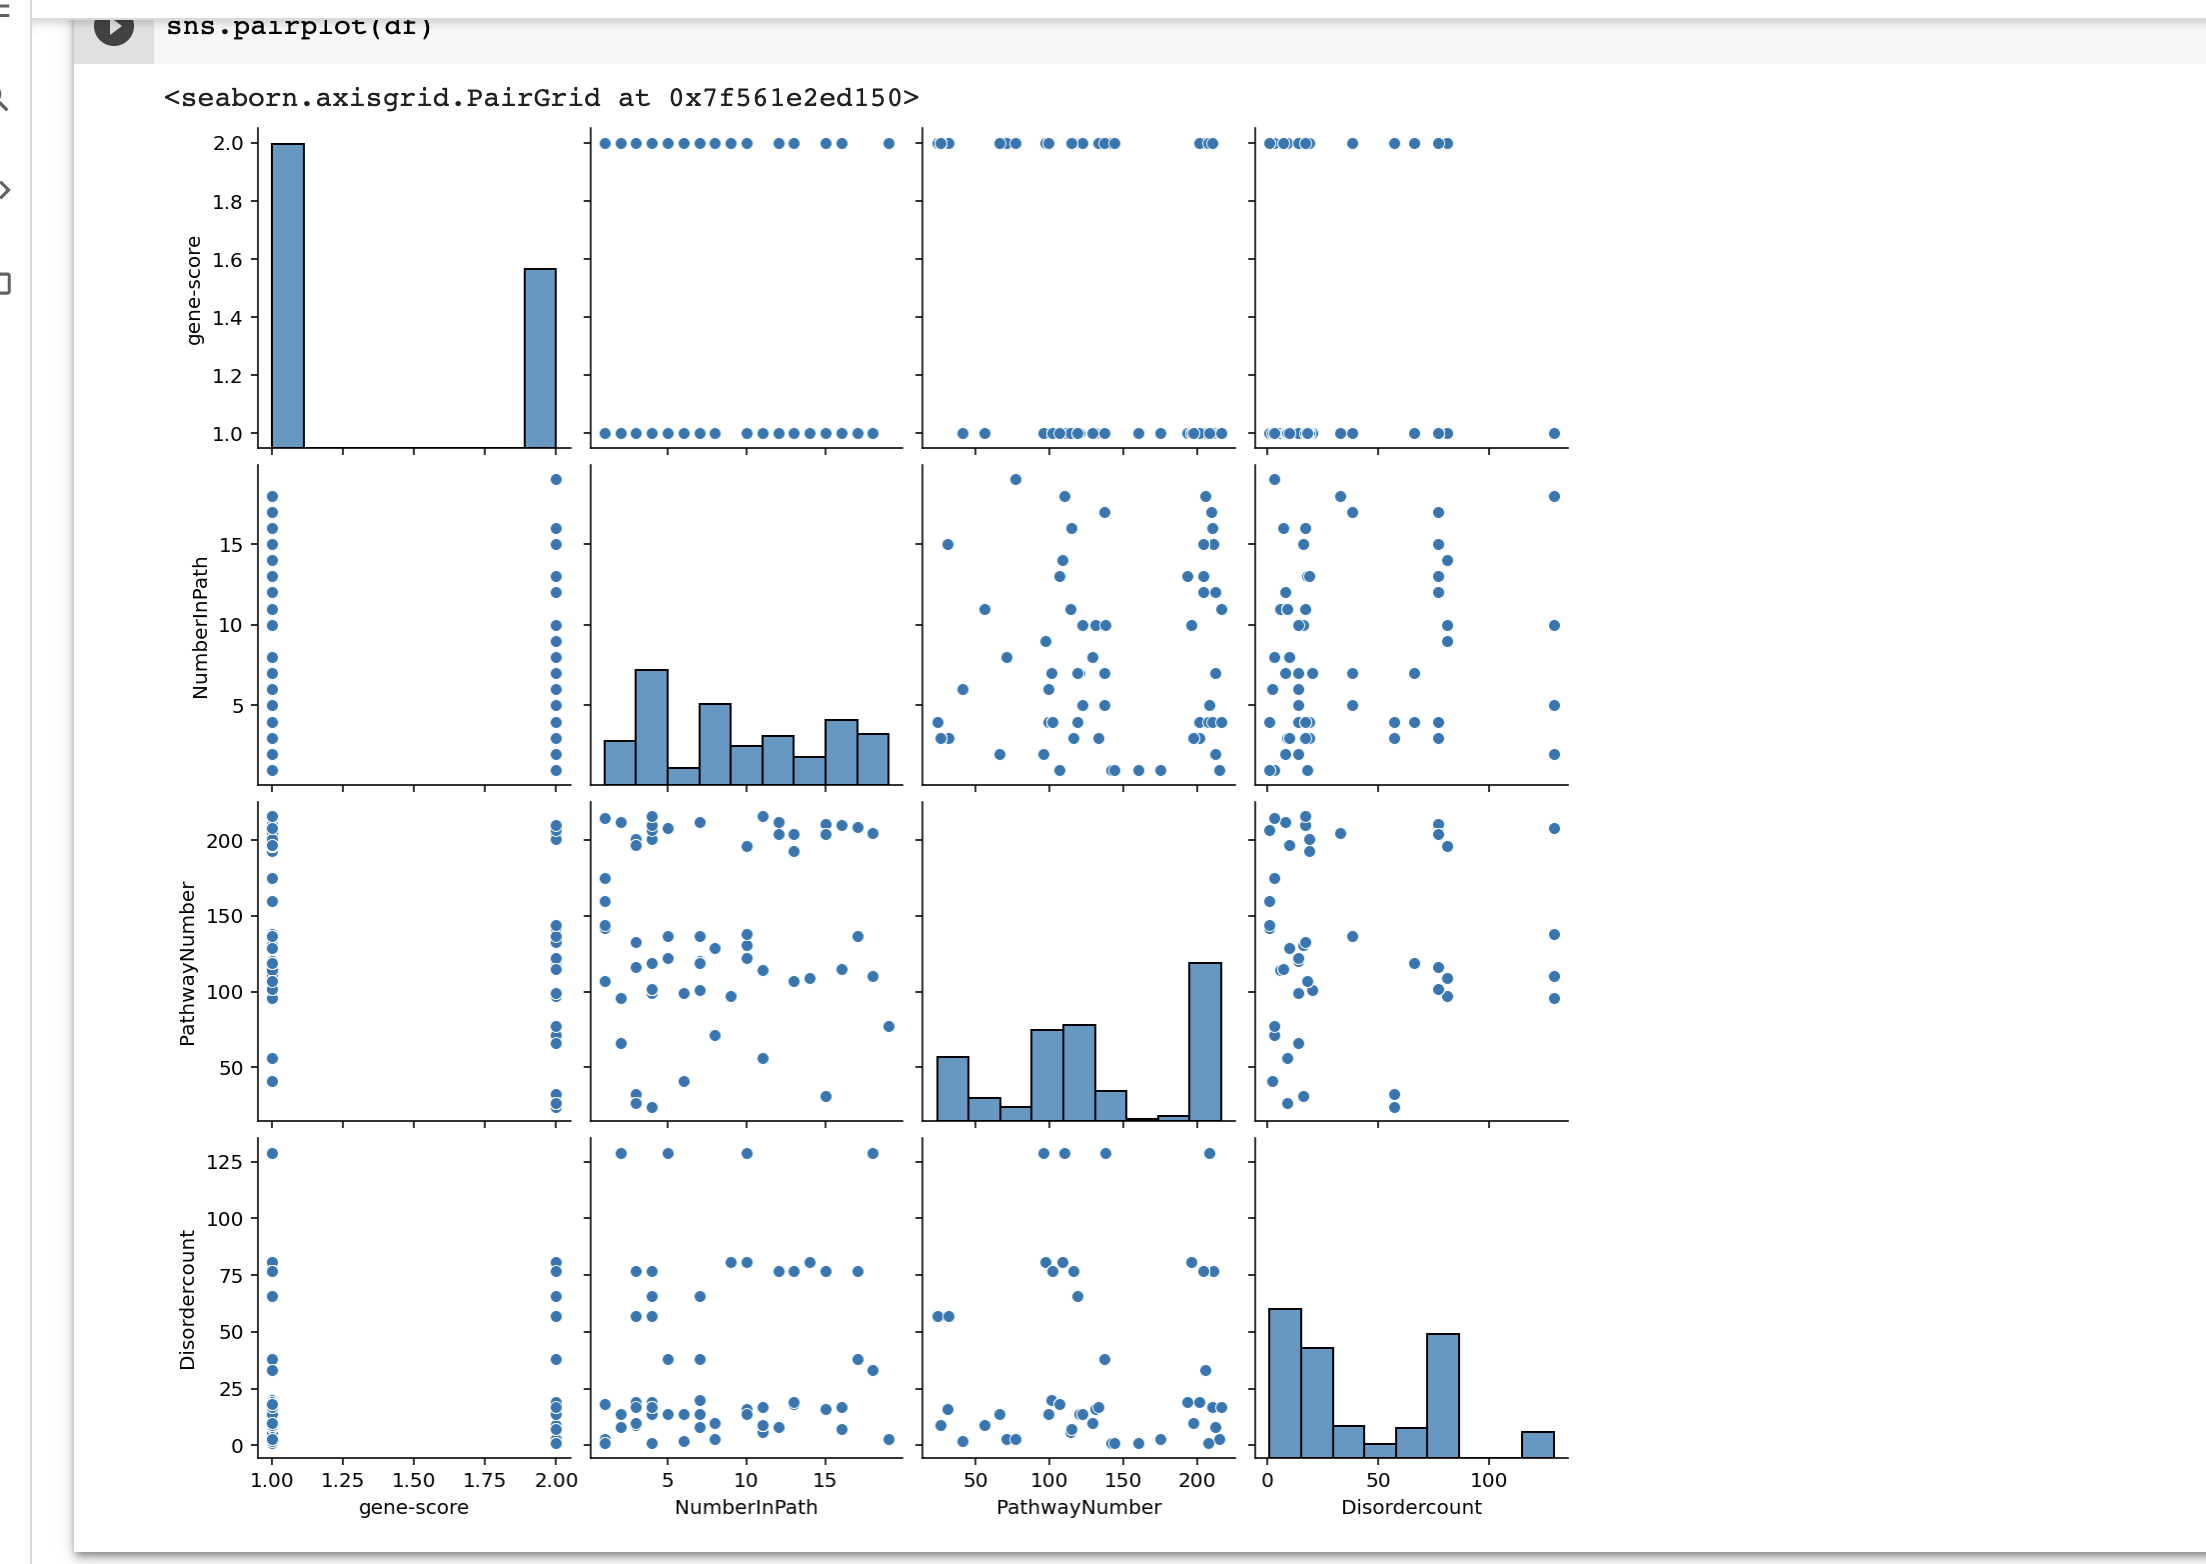 sns.pairplot(df)
<seaborn.axisgrid.PairGrid at 0x7f561e2ed150>
2.0
1.8
1.6
1.4
1.2
1.0
gene-score
15
10
5
NumberInPath
200
150
100
50
PathwayNumber
125
100
75
50
25
0
Disordercount
1.00 1.25 1.50 1.75 2.00
5 10 15
50 100 150 200
0 50 100
gene-score
NumberInPath
PathwayNumber
Disordercount